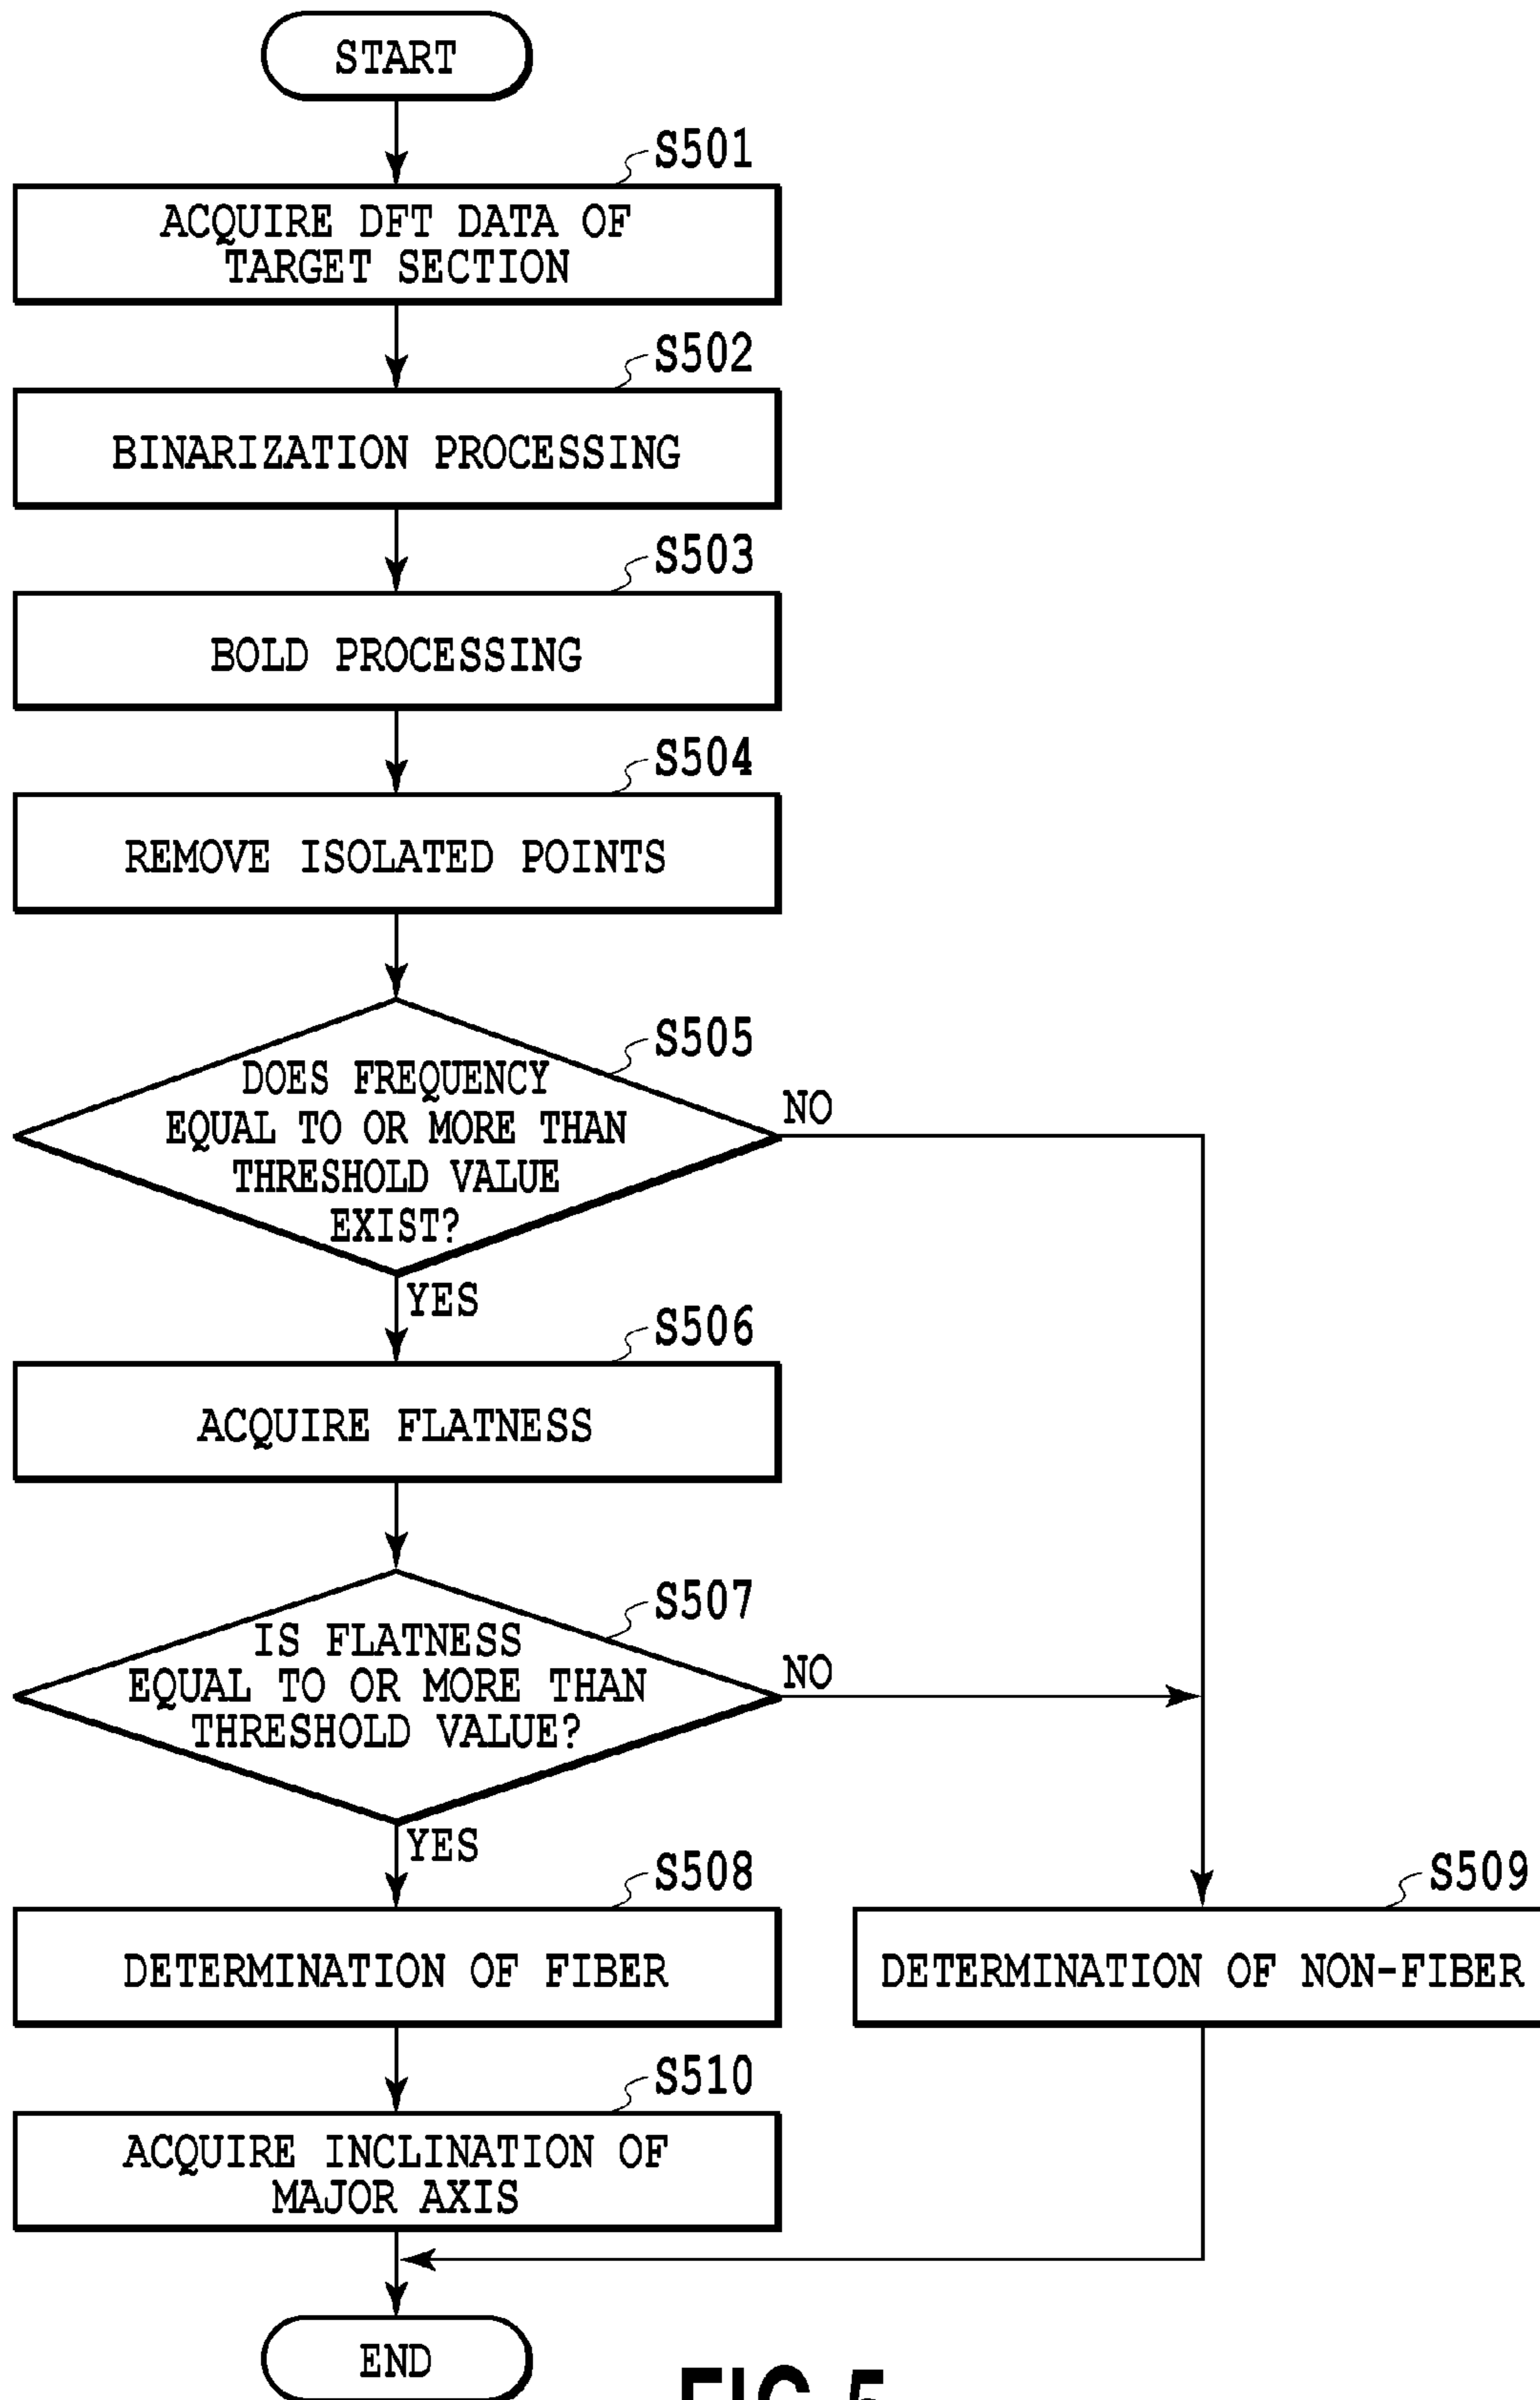 START
S501
ACQUIRE DFT DATA OF
TARGET SECTION
S502
BINARIZATION PROCESSING
S503
BOLD PROCESSING
S504
REMOVE ISOLATED POINTS
S505
DOES FREQUENCY
EQUAL TO OR MORE THAN
THRESHOLD VALUE
EXIST?
NO
YES
S506
ACQUIRE FLATNESS
S507
IS FLATNESS
EQUAL TO OR MORE THAN
THRESHOLD VALUE?
NO
YES
S508
DETERMINATION OF FIBER
S509
DETERMINATION OF NON-FIBER
S510
ACQUIRE INCLINATION OF
MAJOR AXIS
END
FIG.5